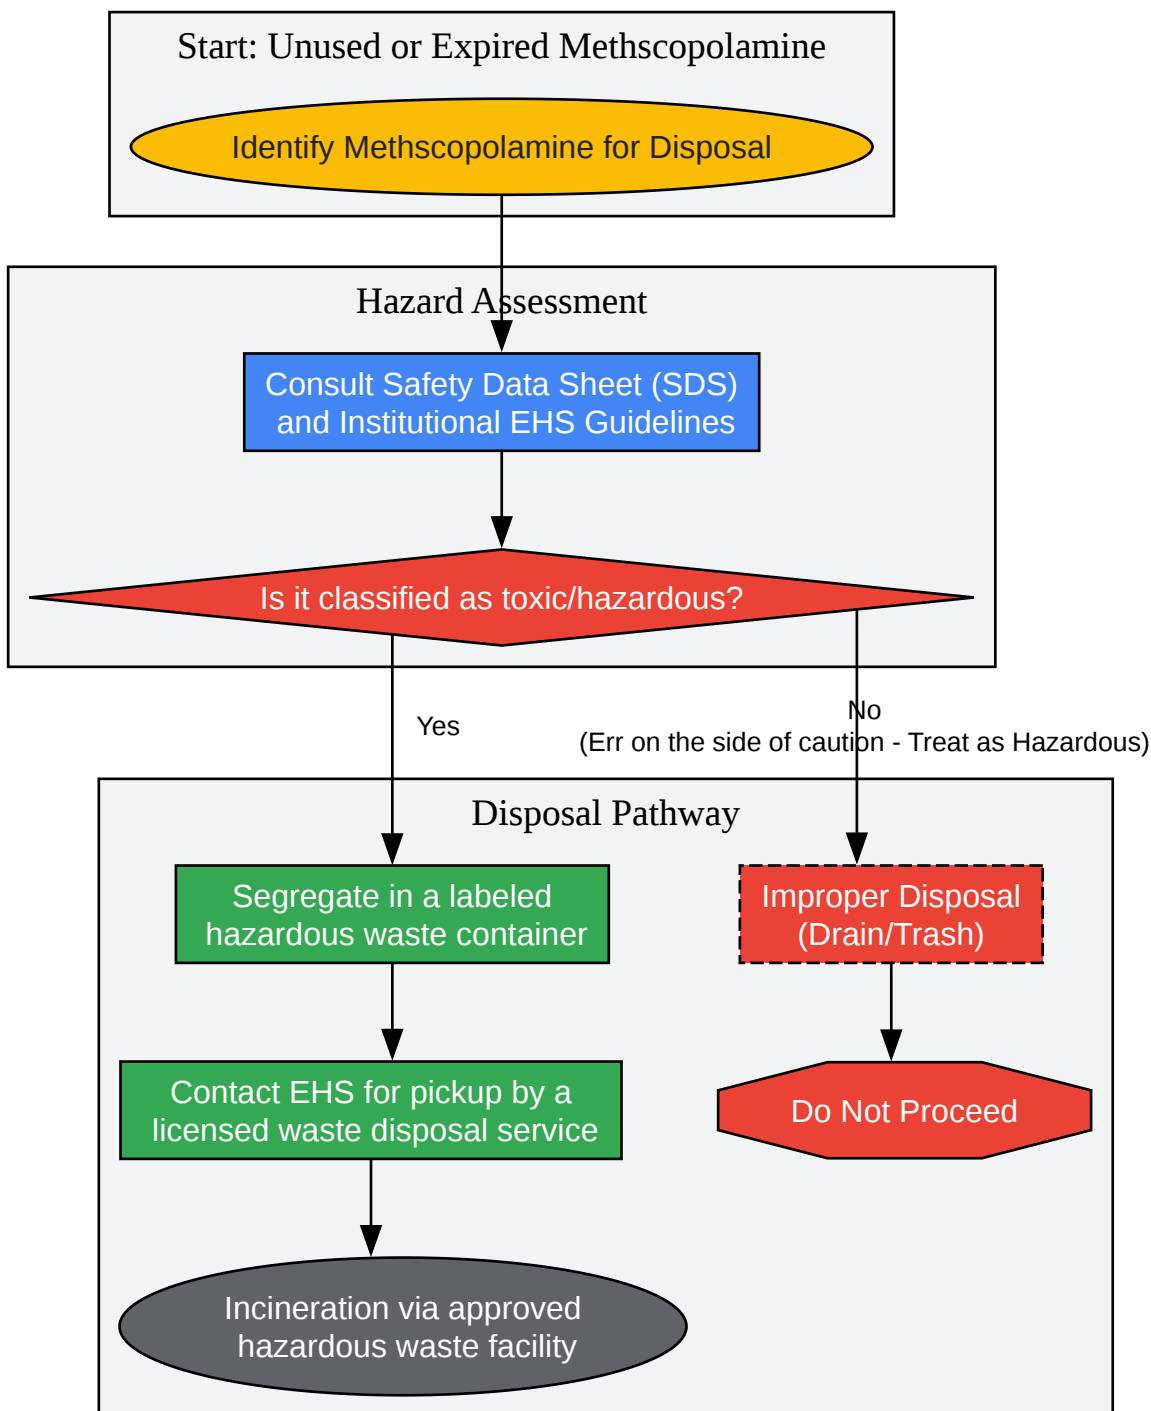 Start: Unused or Expired Methscopolamine
Identify Methscopolamine for Disposal
Hazard Assessment
Consult Safety Data Sheet (SDS)
and Institutional EHS Guidelines
Is it classified as toxic/hazardous?
Yes
No
(Err on the side of caution - Treat as Hazardous)
Disposal Pathway
Segregate in a labeled
hazardous waste container
Improper Disposal
(Drain/Trash)
Contact EHS for pickup by a
licensed waste disposal service
Do Not Proceed
Incineration via approved
hazardous waste facility